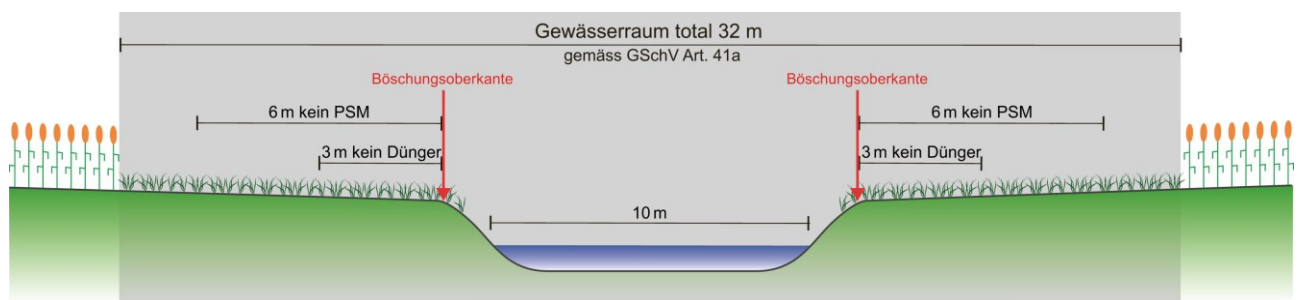 Gewässerraum total 32 m
gemäss GSchV Art. 41a
Böschungsoberkante
Böschungsoberkante
6 m kein PSM
6 m kein PSM
3 m kein Dünger
3 m kein Dünger
10 m